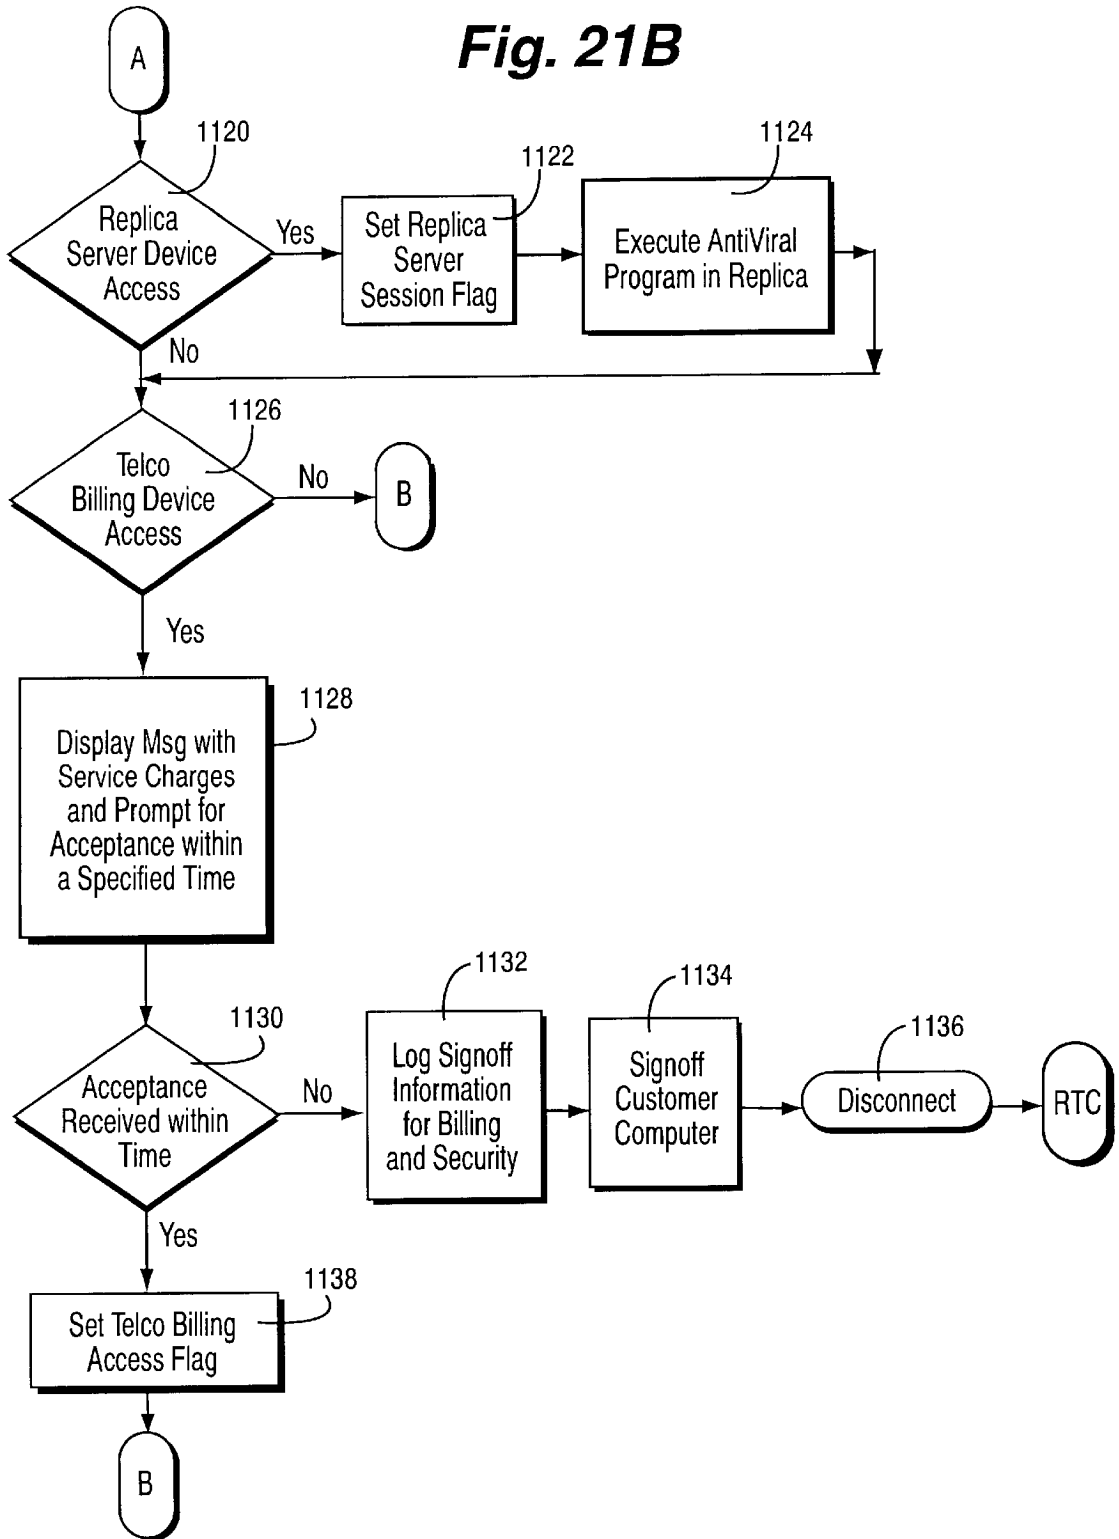 Fig. 21B
A
1120
Replica
Server Device
Access
Yes
1122
Set Replica
Server
Session Flag
1124
Execute AntiViral
Program in Replica
No
1126
Telco
Billing Device
Access
No
B
Yes
1128
Display Msg with
Service Charges
and Prompt for
Acceptance within
a Specified Time
1130
Acceptance
Received within
Time
No
1132
Log Signoff
Information
for Billing
and Security
1134
Signoff
Customer
Computer
1136
Disconnect
RTC
Yes
1138
Set Telco Billing
Access Flag
B